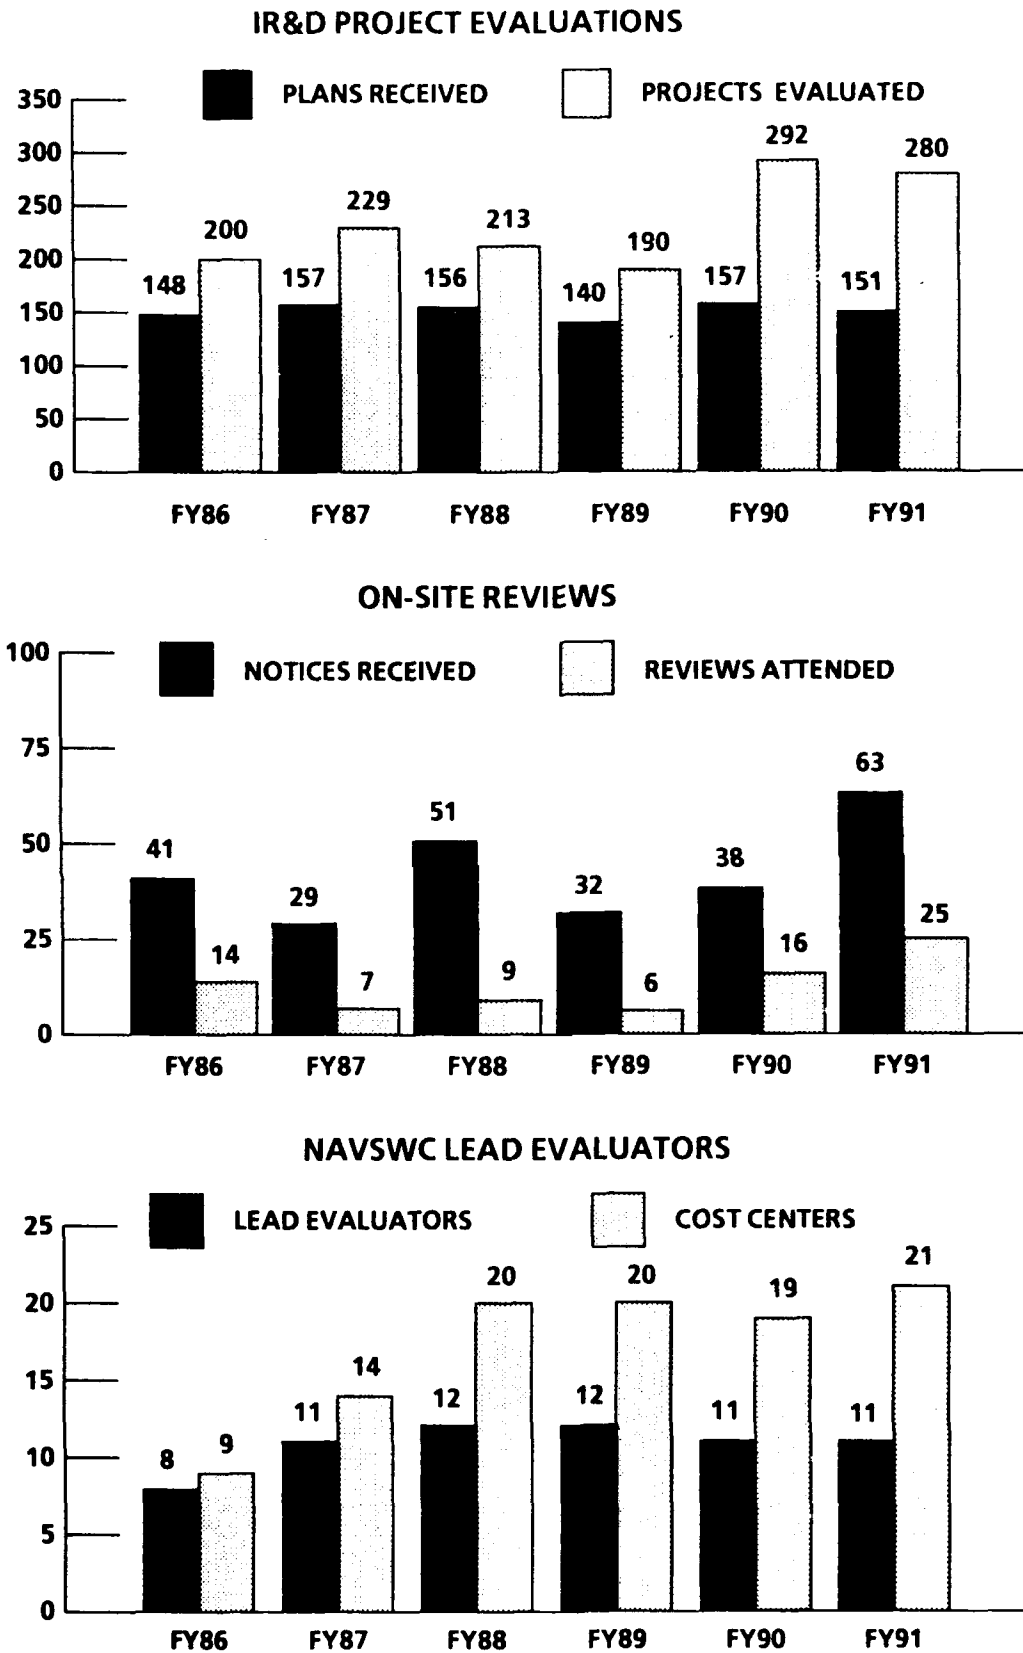 IR&D PROJECT EVALUATIONS
PLANS RECEIVED PROJECTS EVALUATED
350
300
250
200
150
100
50
0
148 200 157 229 156 213 140 190 157 292 151 280
FY86 FY87 FY88 FY89 FY90 FY91
ON-SITE REVIEWS
NOTICES RECEIVED REVIEWS ATTENDED
100
75
50
25
0
41 14 29 7 51 9 32 6 38 16 63 25
FY86 FY87 FY88 FY89 FY90 FY91
NAVSWC LEAD EVALUATORS
LEAD EVALUATORS COST CENTERS
25
20
15
10
5
0
8 9 11 14 12 20 12 20 11 19 11 21
FY86 FY87 FY88 FY89 FY90 FY91